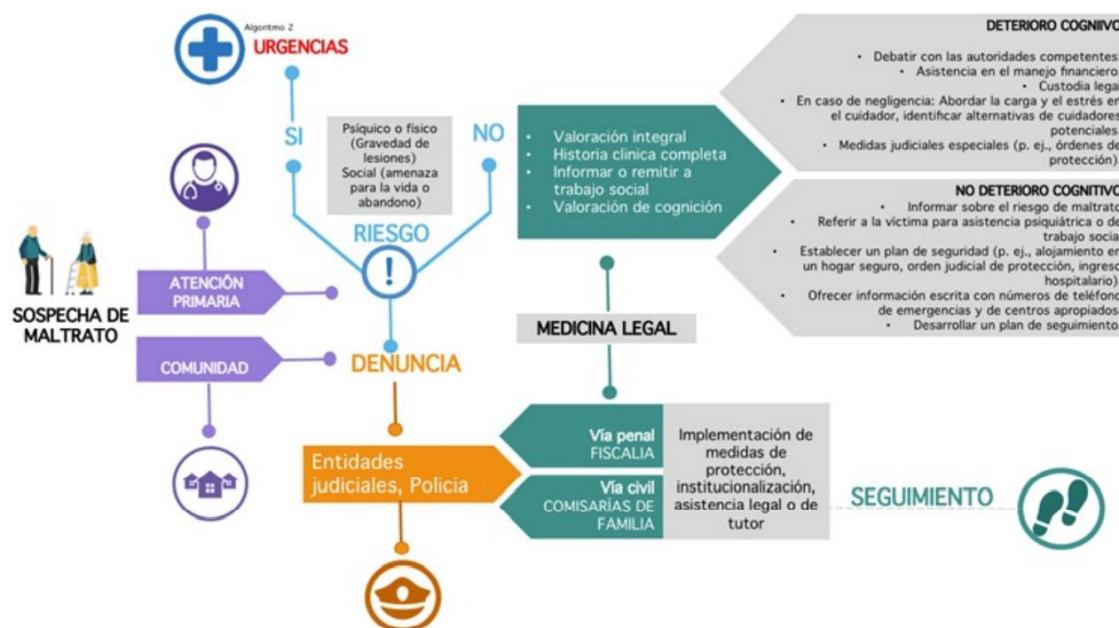 Algoritmo 2
URGENCIAS
SI
Psíquico o físico
(Gravedad de
lesiones)
Social (amenaza
para la vida o
abandono)
NO
RIESGO
!
SOSPECHA DE
MALTRATO
ATENCIÓN
PRIMARIA
COMUNIDAD
DENUNCIA
Entidades
judiciales, Policia
• Valoración integral
• Historia clinica completa
• Informar o remitir a
trabajo social
• Valoración de cognición
DETERIORO COGNIIVO
• Debatir con las autoridades competentes:
• Asistencia en el manejo financiero.
• Custodia legal
• En caso de negligencia: Abordar la carga y el estrés en
el cuidador, identificar alternativas de cuidadores
potenciales.
• Medidas judiciales especiales (p. ej., órdenes de
protección).
NO DETERIORO COGNITIVO
• Informar sobre el riesgo de maltrato
• Referir a la víctima para asistencia psiquiátrica o de
trabajo social
• Establecer un plan de seguridad (p. ej., alojamiento en
un hogar seguro, orden judicial de protección, ingreso
hospitalario).
• Ofrecer información escrita con números de teléfono
de emergencias y de centros apropiados.
• Desarrollar un plan de seguimiento.
MEDICINA LEGAL
Vía penal
FISCALIA
Vía civil
COMISARÍAS DE
FAMILIA
Implementación de
medidas de
protección,
institucionalización,
asistencia legal o de
tutor
SEGUIMIENTO